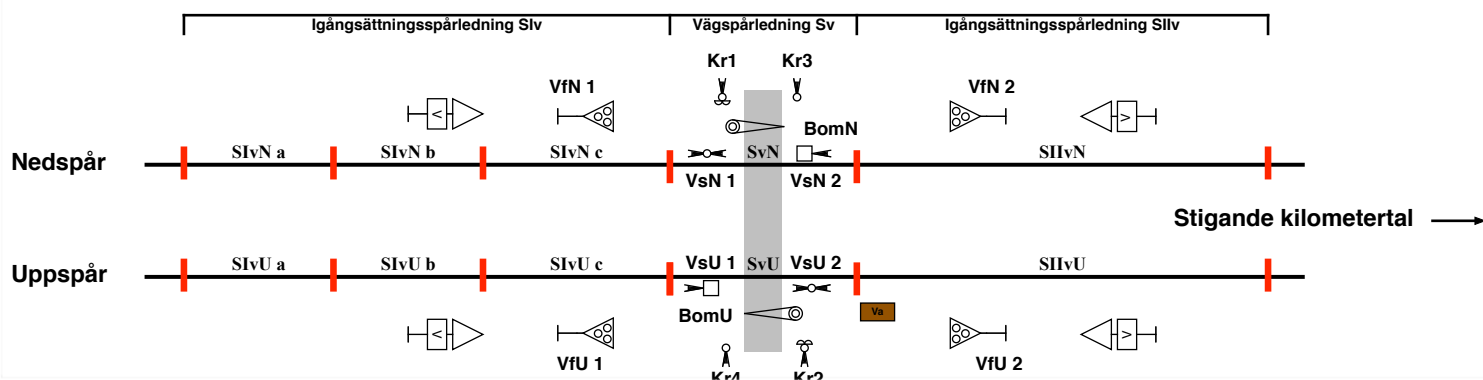 Igångsättningsspårledning SIv Vägspårledning Sv Igångsättningsspårledning SIIv
Kr1 Kr3
VfN 1 VfN 2
< >
BomN
Nedspår SIvN a SIvN b SIvN c SvN SIIvN
VsN 1 VsN 2
Stigande kilometertal
Uppspår SIvU a SIvU b SIvU c VsU 1 SvU VsU 2 SIIvU
BomU Va
< >
VfU 1 VfU 2
Kr4 Kr2